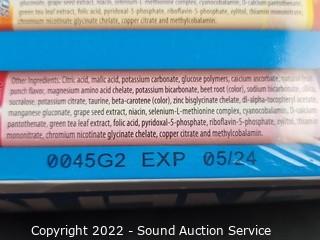 gluconate, grape seed extract, niacin, selenium-L-methionine complex, cyanocobalamin, D-calcium pantothenate,
green tea leaf extract, folic acid, pyridoxal-5-phosphate, riboflavin-5-phosphate, xylitol, thiamin mononitrate,
chromium nicotinate glycinate chelate, copper citrate and methylcobalamin.
Other Ingredients: Citric acid, malic acid, potassium carbonate, glucose polymers, calcium ascorbate, natural
punch flavor, magnesium amino acid chelate, potassium bicarbonate, beet root (color), sodium bicarbonate, silica,
sucralose, potassium citrate, taurine, beta-carotene (color), zinc bisglycinate chelate, dl-alpha-tocopheryl acetate,
manganese gluconate, grape seed extract, niacin, selenium-L-methionine complex, cyanocobalamin, D-calcium
pantothenate, green tea leaf extract, folic acid, pyridoxal-5-phosphate, riboflavin-5-phosphate, xylitol, thiamin
mononitrate, chromium nicotinate glycinate chelate, copper citrate and methylcobalamin.
0045G2 EXP 05/24
Copyright 2022 - Sound Auction Service